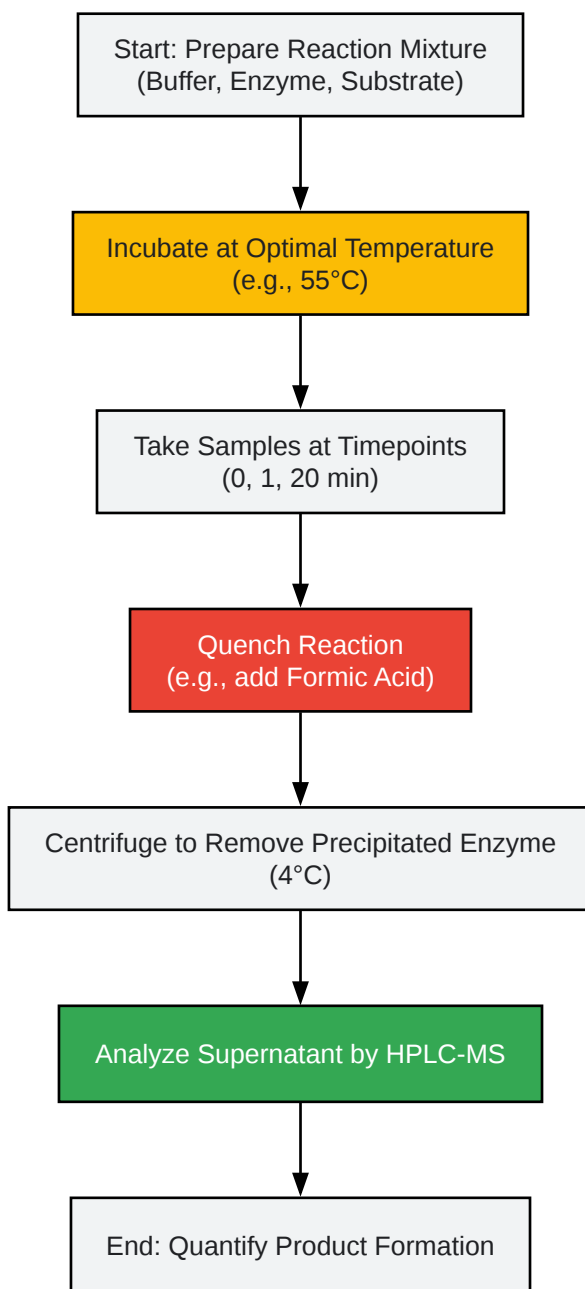 Start: Prepare Reaction Mixture
(Buffer, Enzyme, Substrate)
Incubate at Optimal Temperature
(e.g., 55°C)
Take Samples at Timepoints
(0, 1, 20 min)
Quench Reaction
(e.g., add Formic Acid)
Centrifuge to Remove Precipitated Enzyme
(4°C)
Analyze Supernatant by HPLC-MS
End: Quantify Product Formation